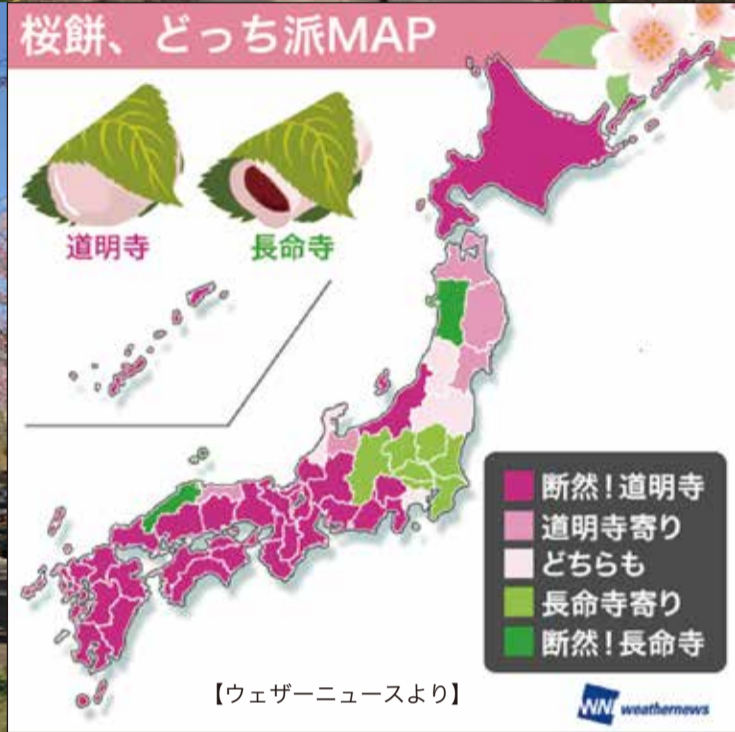 桜餅、どっち派MAP
道明寺
長命寺
断然！道明寺
道明寺寄り
どちらも
長命寺寄り
断然！長命寺
【ウェザーニュースより】
WN weathernews